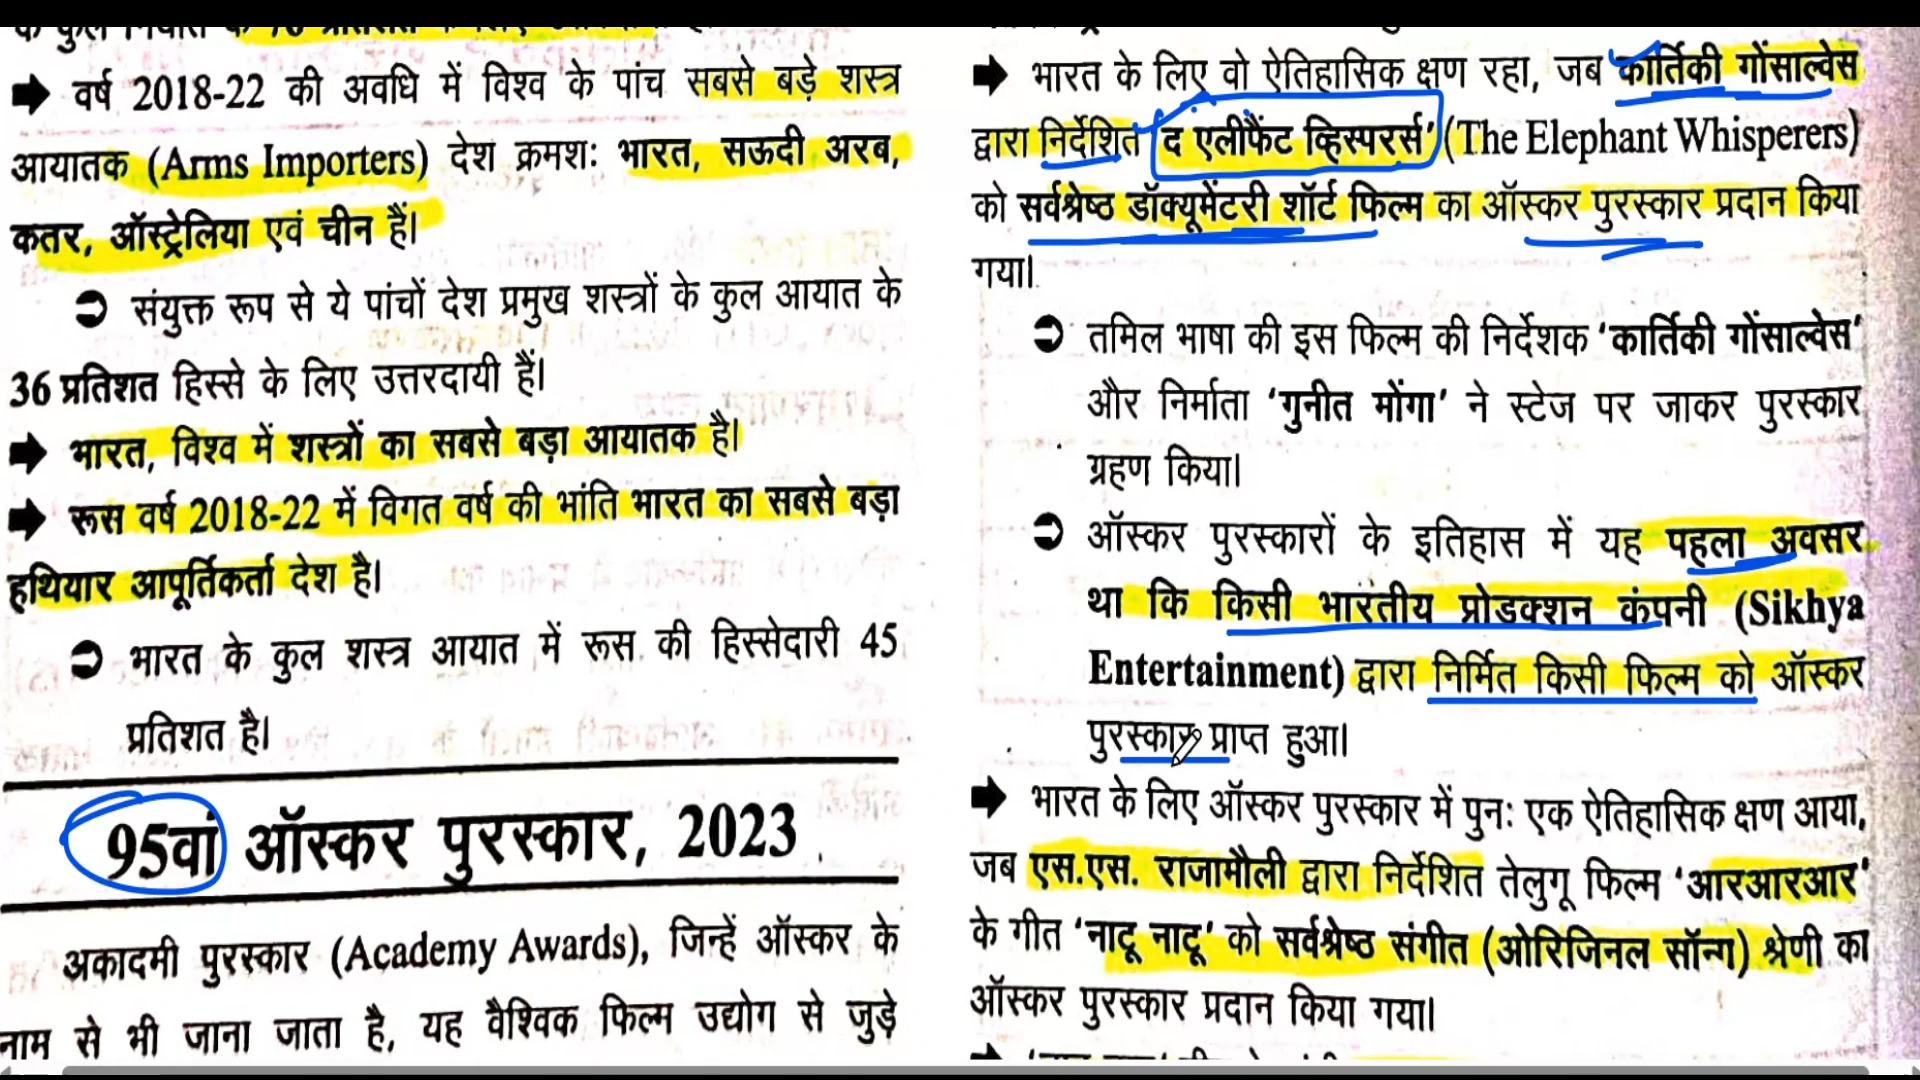 ➡ वर्ष 2018-22 की अवधि में विश्व के पांच सबसे बड़े शस्त्र
आयातक (Arms Importers) देश क्रमश: भारत, सऊदी अरब,
कतर, ऑस्ट्रेलिया एवं चीन हैं।
➲ संयुक्त रूप से ये पांचों देश प्रमुख शस्त्रों के कुल आयात के
36 प्रतिशत हिस्से के लिए उत्तरदायी हैं।
➡ भारत, विश्व में शस्त्रों का सबसे बड़ा आयातक है।
➡ रूस वर्ष 2018-22 में विगत वर्ष की भांति भारत का सबसे बड़ा
हथियार आपूर्तिकर्ता देश है।
➲ भारत के कुल शस्त्र आयात में रूस की हिस्सेदारी 45
प्रतिशत है।
95वां ऑस्कर पुरस्कार, 2023
अकादमी पुरस्कार (Academy Awards), जिन्हें ऑस्कर के
नाम से भी जाना जाता है, यह वैश्विक फिल्म उद्योग से जुड़े
➡ भारत के लिए वो ऐतिहासिक क्षण रहा, जब कार्तिकी गोंसाल्वेस
द्वारा निर्देशित 'द एलीफैंट व्हिस्परर्स' (The Elephant Whisperers)
को सर्वश्रेष्ठ डॉक्यूमेंटरी शॉर्ट फिल्म का ऑस्कर पुरस्कार प्रदान किया
गया।
➲ तमिल भाषा की इस फिल्म की निर्देशक 'कार्तिकी गोंसाल्वेस'
और निर्माता 'गुनीत मोंगा' ने स्टेज पर जाकर पुरस्कार
ग्रहण किया।
➲ ऑस्कर पुरस्कारों के इतिहास में यह पहला अवसर
था कि किसी भारतीय प्रोडक्शन कंपनी (Sikhya
Entertainment) द्वारा निर्मित किसी फिल्म को ऑस्कर
पुरस्कार प्राप्त हुआ।
➡ भारत के लिए ऑस्कर पुरस्कार में पुन: एक ऐतिहासिक क्षण आया,
जब एस.एस. राजामौली द्वारा निर्देशित तेलुगू फिल्म 'आरआरआर'
के गीत 'नाटू नाटू' को सर्वश्रेष्ठ संगीत (ओरिजिनल सॉन्ग) श्रेणी का
ऑस्कर पुरस्कार प्रदान किया गया।